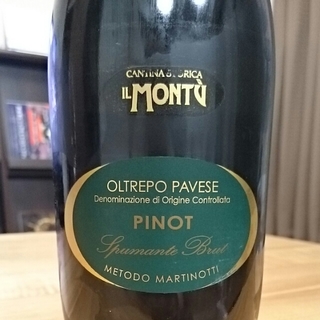 CANTINA STORICA
IL MONTÙ
OLTREPO PAVESE
Denominazione di Origine Controllata
PINOT
Spumante Brut
METODO MARTINOTTI